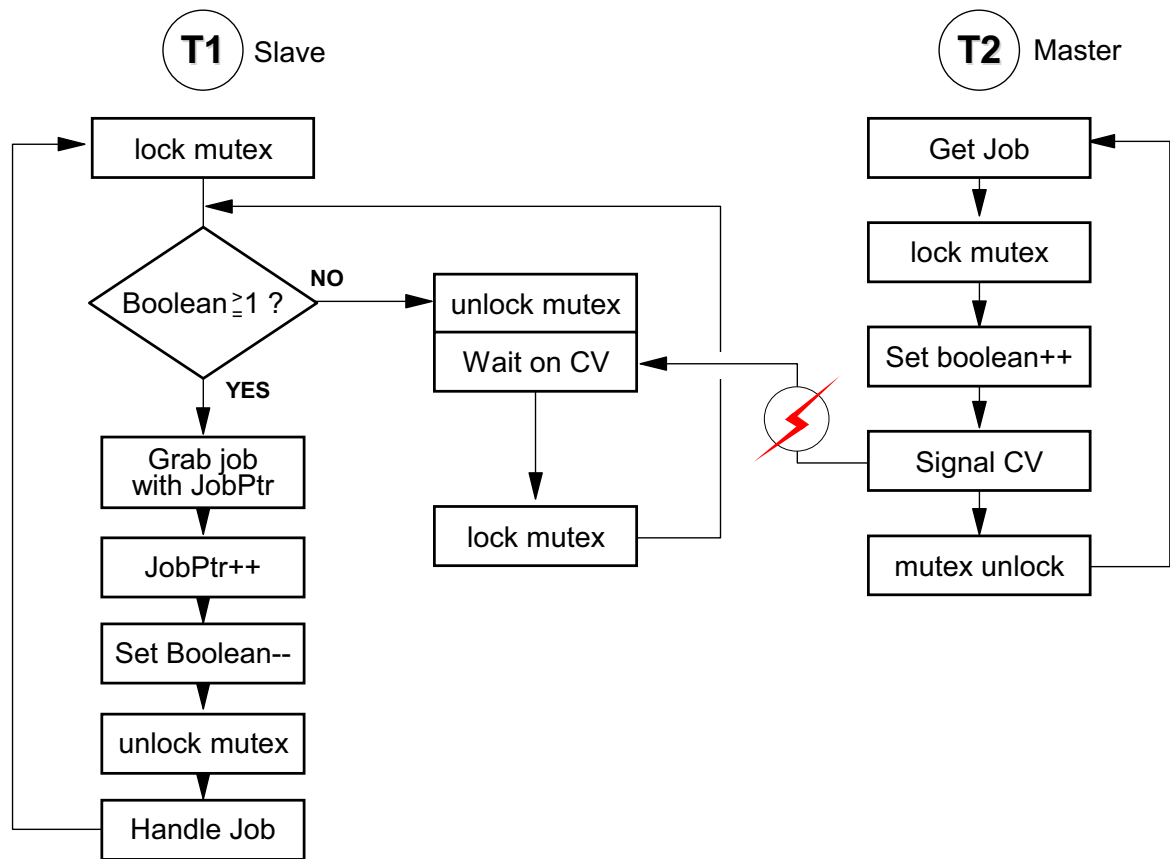 T1 Slave
lock mutex
Boolean ≥ 1 ?
NO
YES
Grab job
with JobPtr
JobPtr++
Set Boolean--
unlock mutex
Handle Job
unlock mutex
Wait on CV
lock mutex
T2 Master
Get Job
lock mutex
Set boolean++
Signal CV
mutex unlock